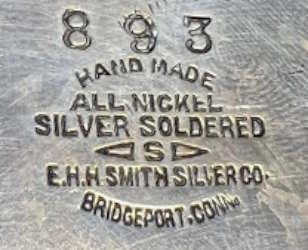 893
HAND MADE
ALL NICKEL
SILVER SOLDERED
S
E.H.H SMITH SILVER CO.
BRIDGEPORT, CONN.